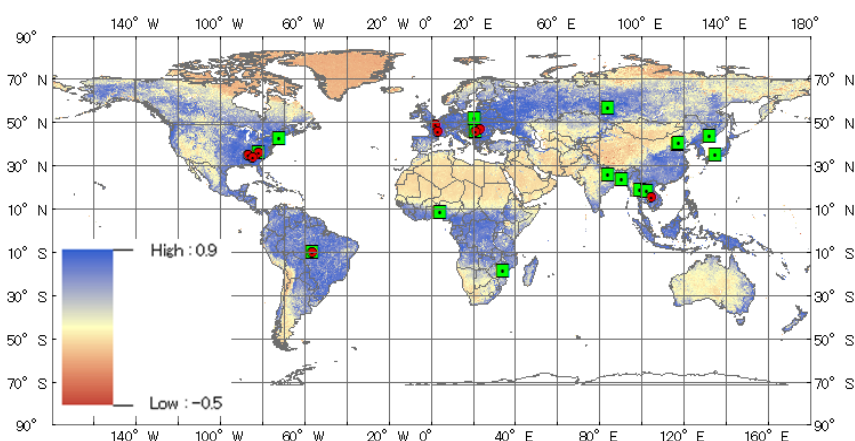 140° W 100° W 60° W 20° W 0° 20° E 60° E 100° E 140° E 180°
90° 90°
70° N 70° N
50° N 50° N
30° N 30° N
10° N 10° N
10° S 10° S
30° S 30° S
50° S 50° S
70° S 70° S
90° 90°
High : 0.9
Low : -0.5
140° W 100° W 60° W 20° W 0° 40° E 80° E 120° E 160° E